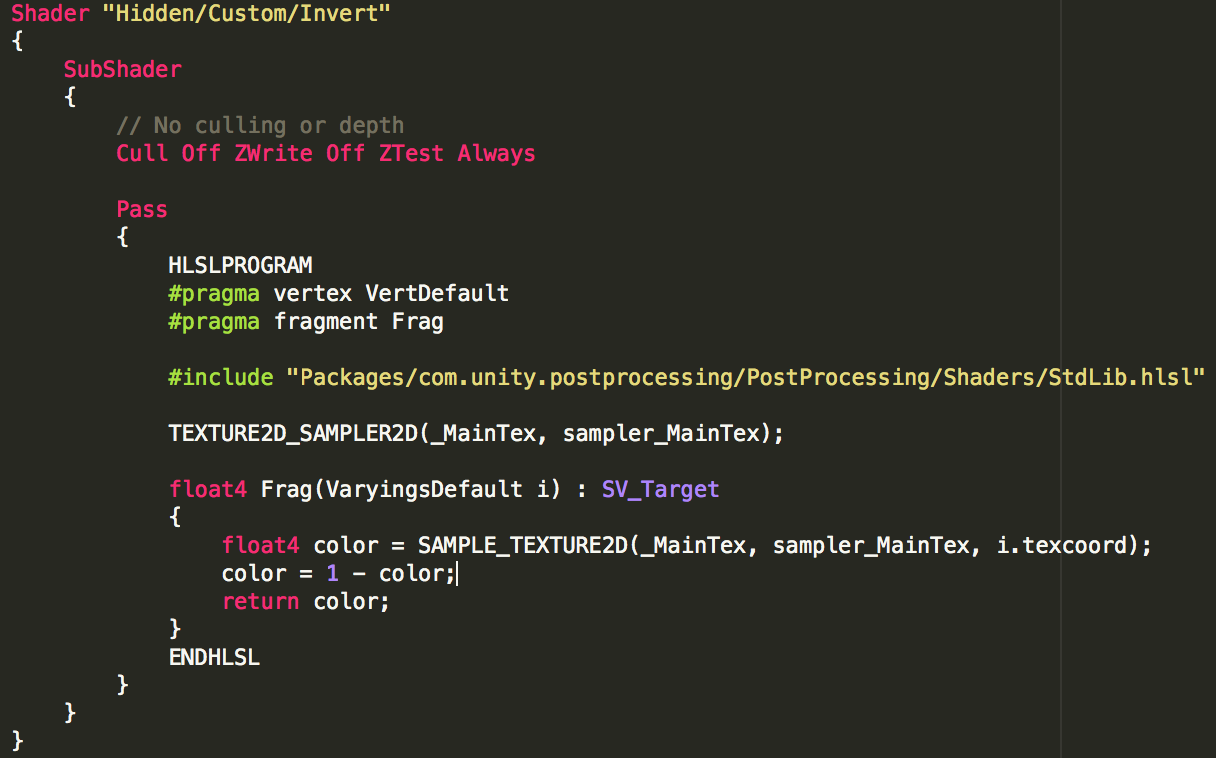 Shader "Hidden/Custom/Invert"
{
    SubShader
    {
        // No culling or depth
        Cull Off ZWrite Off ZTest Always

        Pass
        {
            HLSLPROGRAM
            #pragma vertex VertDefault
            #pragma fragment Frag

            #include "Packages/com.unity.postprocessing/PostProcessing/Shaders/StdLib.hlsl"

            TEXTURE2D_SAMPLER2D(_MainTex, sampler_MainTex);

            float4 Frag(VaryingsDefault i) : SV_Target
            {
                float4 color = SAMPLE_TEXTURE2D(_MainTex, sampler_MainTex, i.texcoord);
                color = 1 - color;
                return color;
            }
            ENDHLSL
        }
    }
}